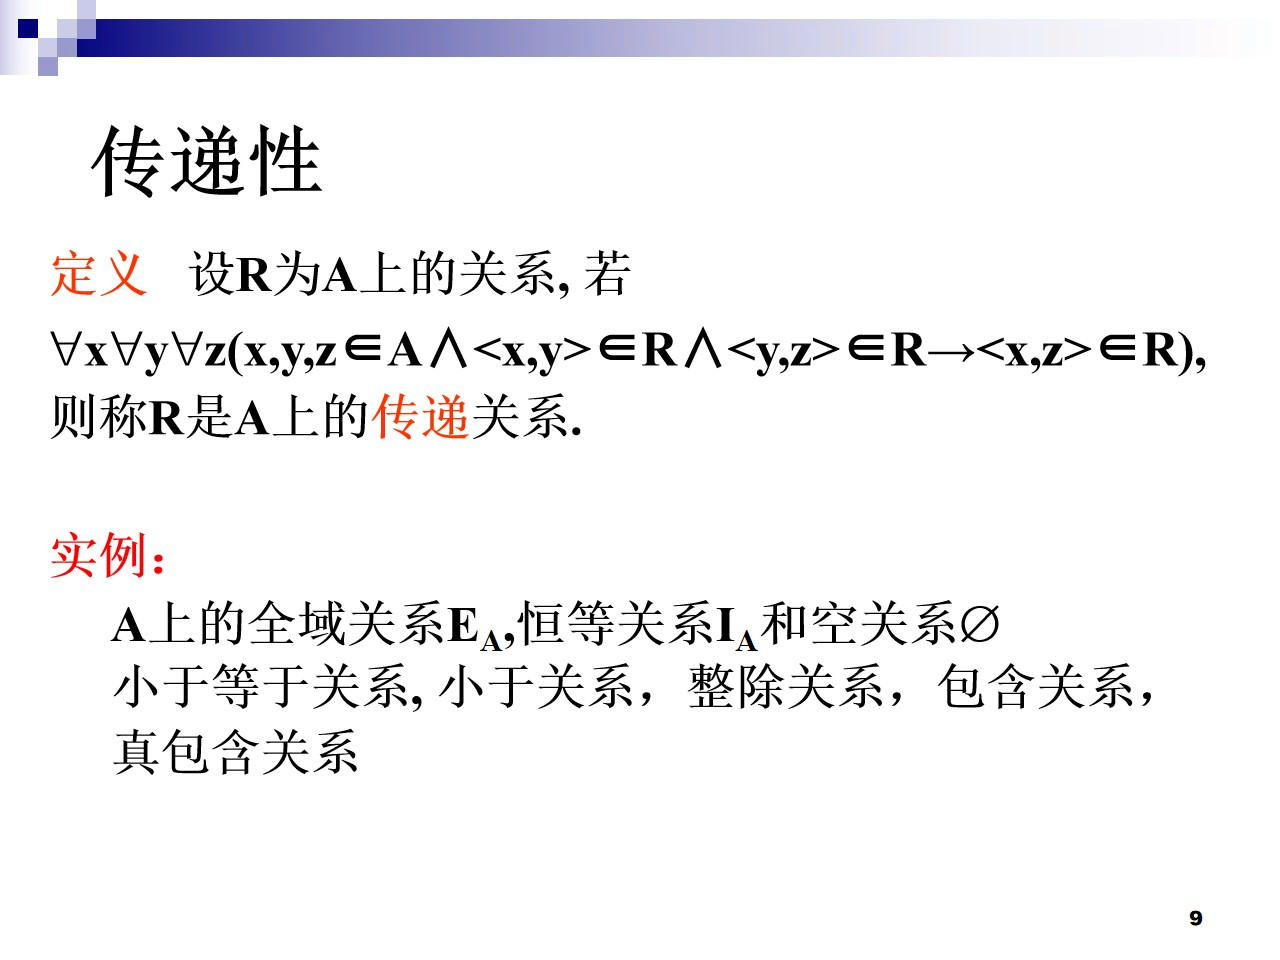 传递性
定义 设R为A上的关系, 若
∀x∀y∀z(x,y,z∈A∧<x,y>∈R∧<y,z>∈R→<x,z>∈R),
则称R是A上的传递关系.
实例：
A上的全域关系E_A,恒等关系I_A和空关系∅
小于等于关系, 小于关系，整除关系，包含关系，
真包含关系
9